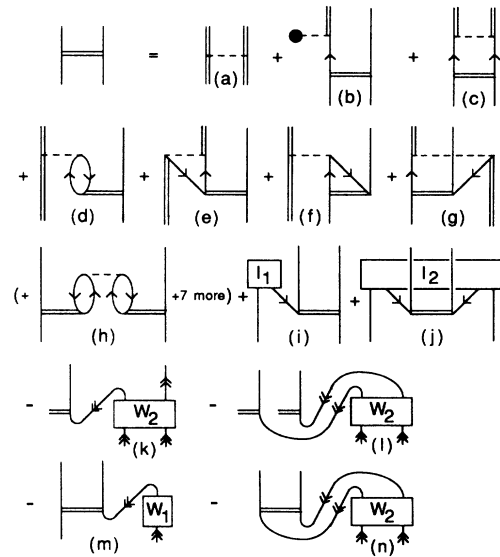 = (a) + (b) + (c)
+ (d) + (e) + (f) + (g)
(+ (h) +7 more) + I₁ (i) + I₂ (j)
- W₂ (k) - W₂ (l)
- W₁ (m) - W₂ (n)